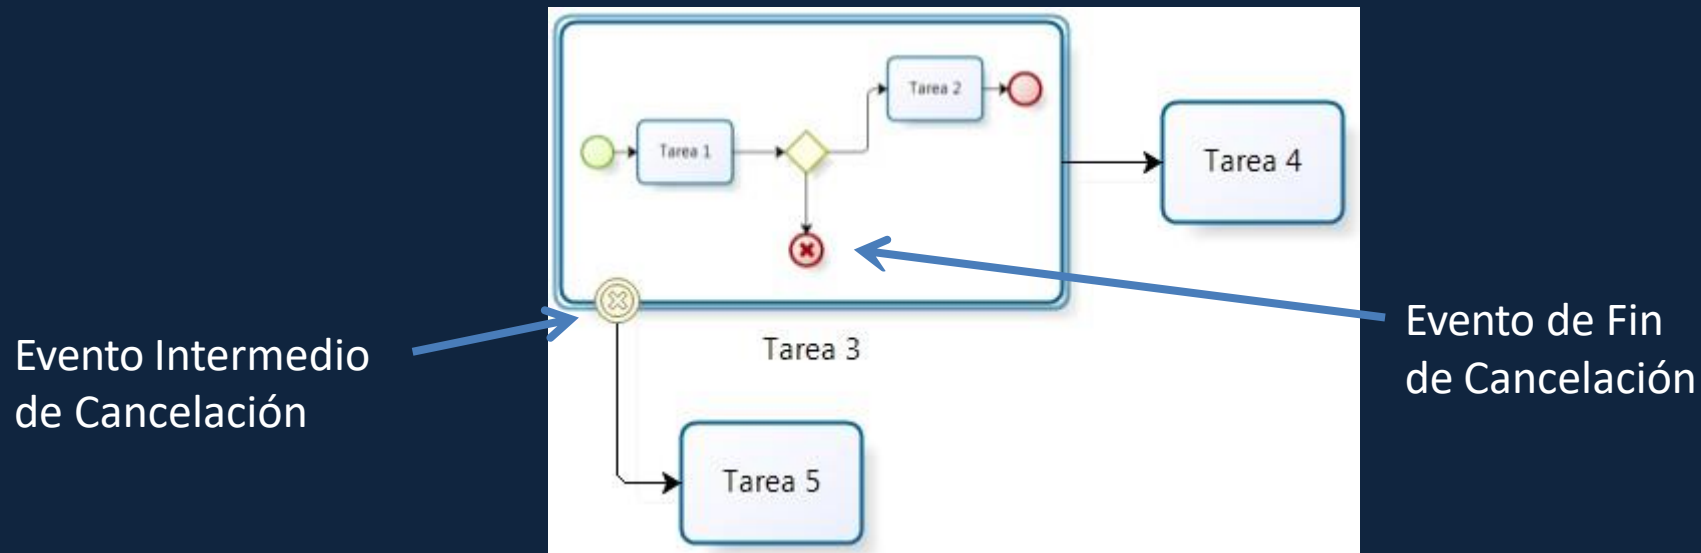 Tarea 1
Tarea 2
Tarea 4
Tarea 3
Tarea 5
Evento Intermedio
de Cancelación
Evento de Fin
de Cancelación